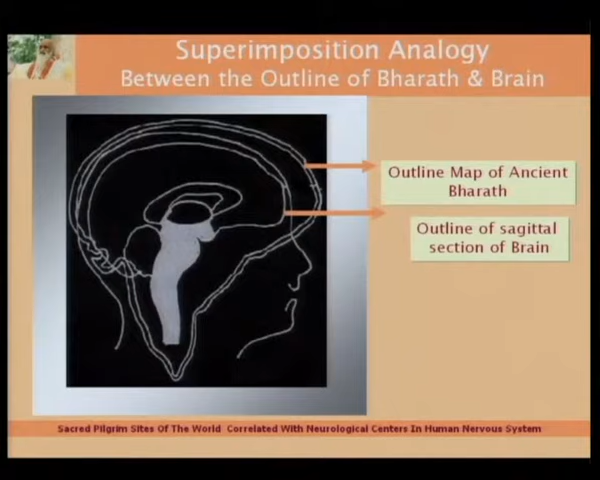 Superimposition Analogy
Between the Outline of Bharath & Brain
Outline Map of Ancient
Bharath
Outline of sagittal
section of Brain
Sacred Pilgrim Sites Of The World Correlated With Neurological Centers In Human Nervous System